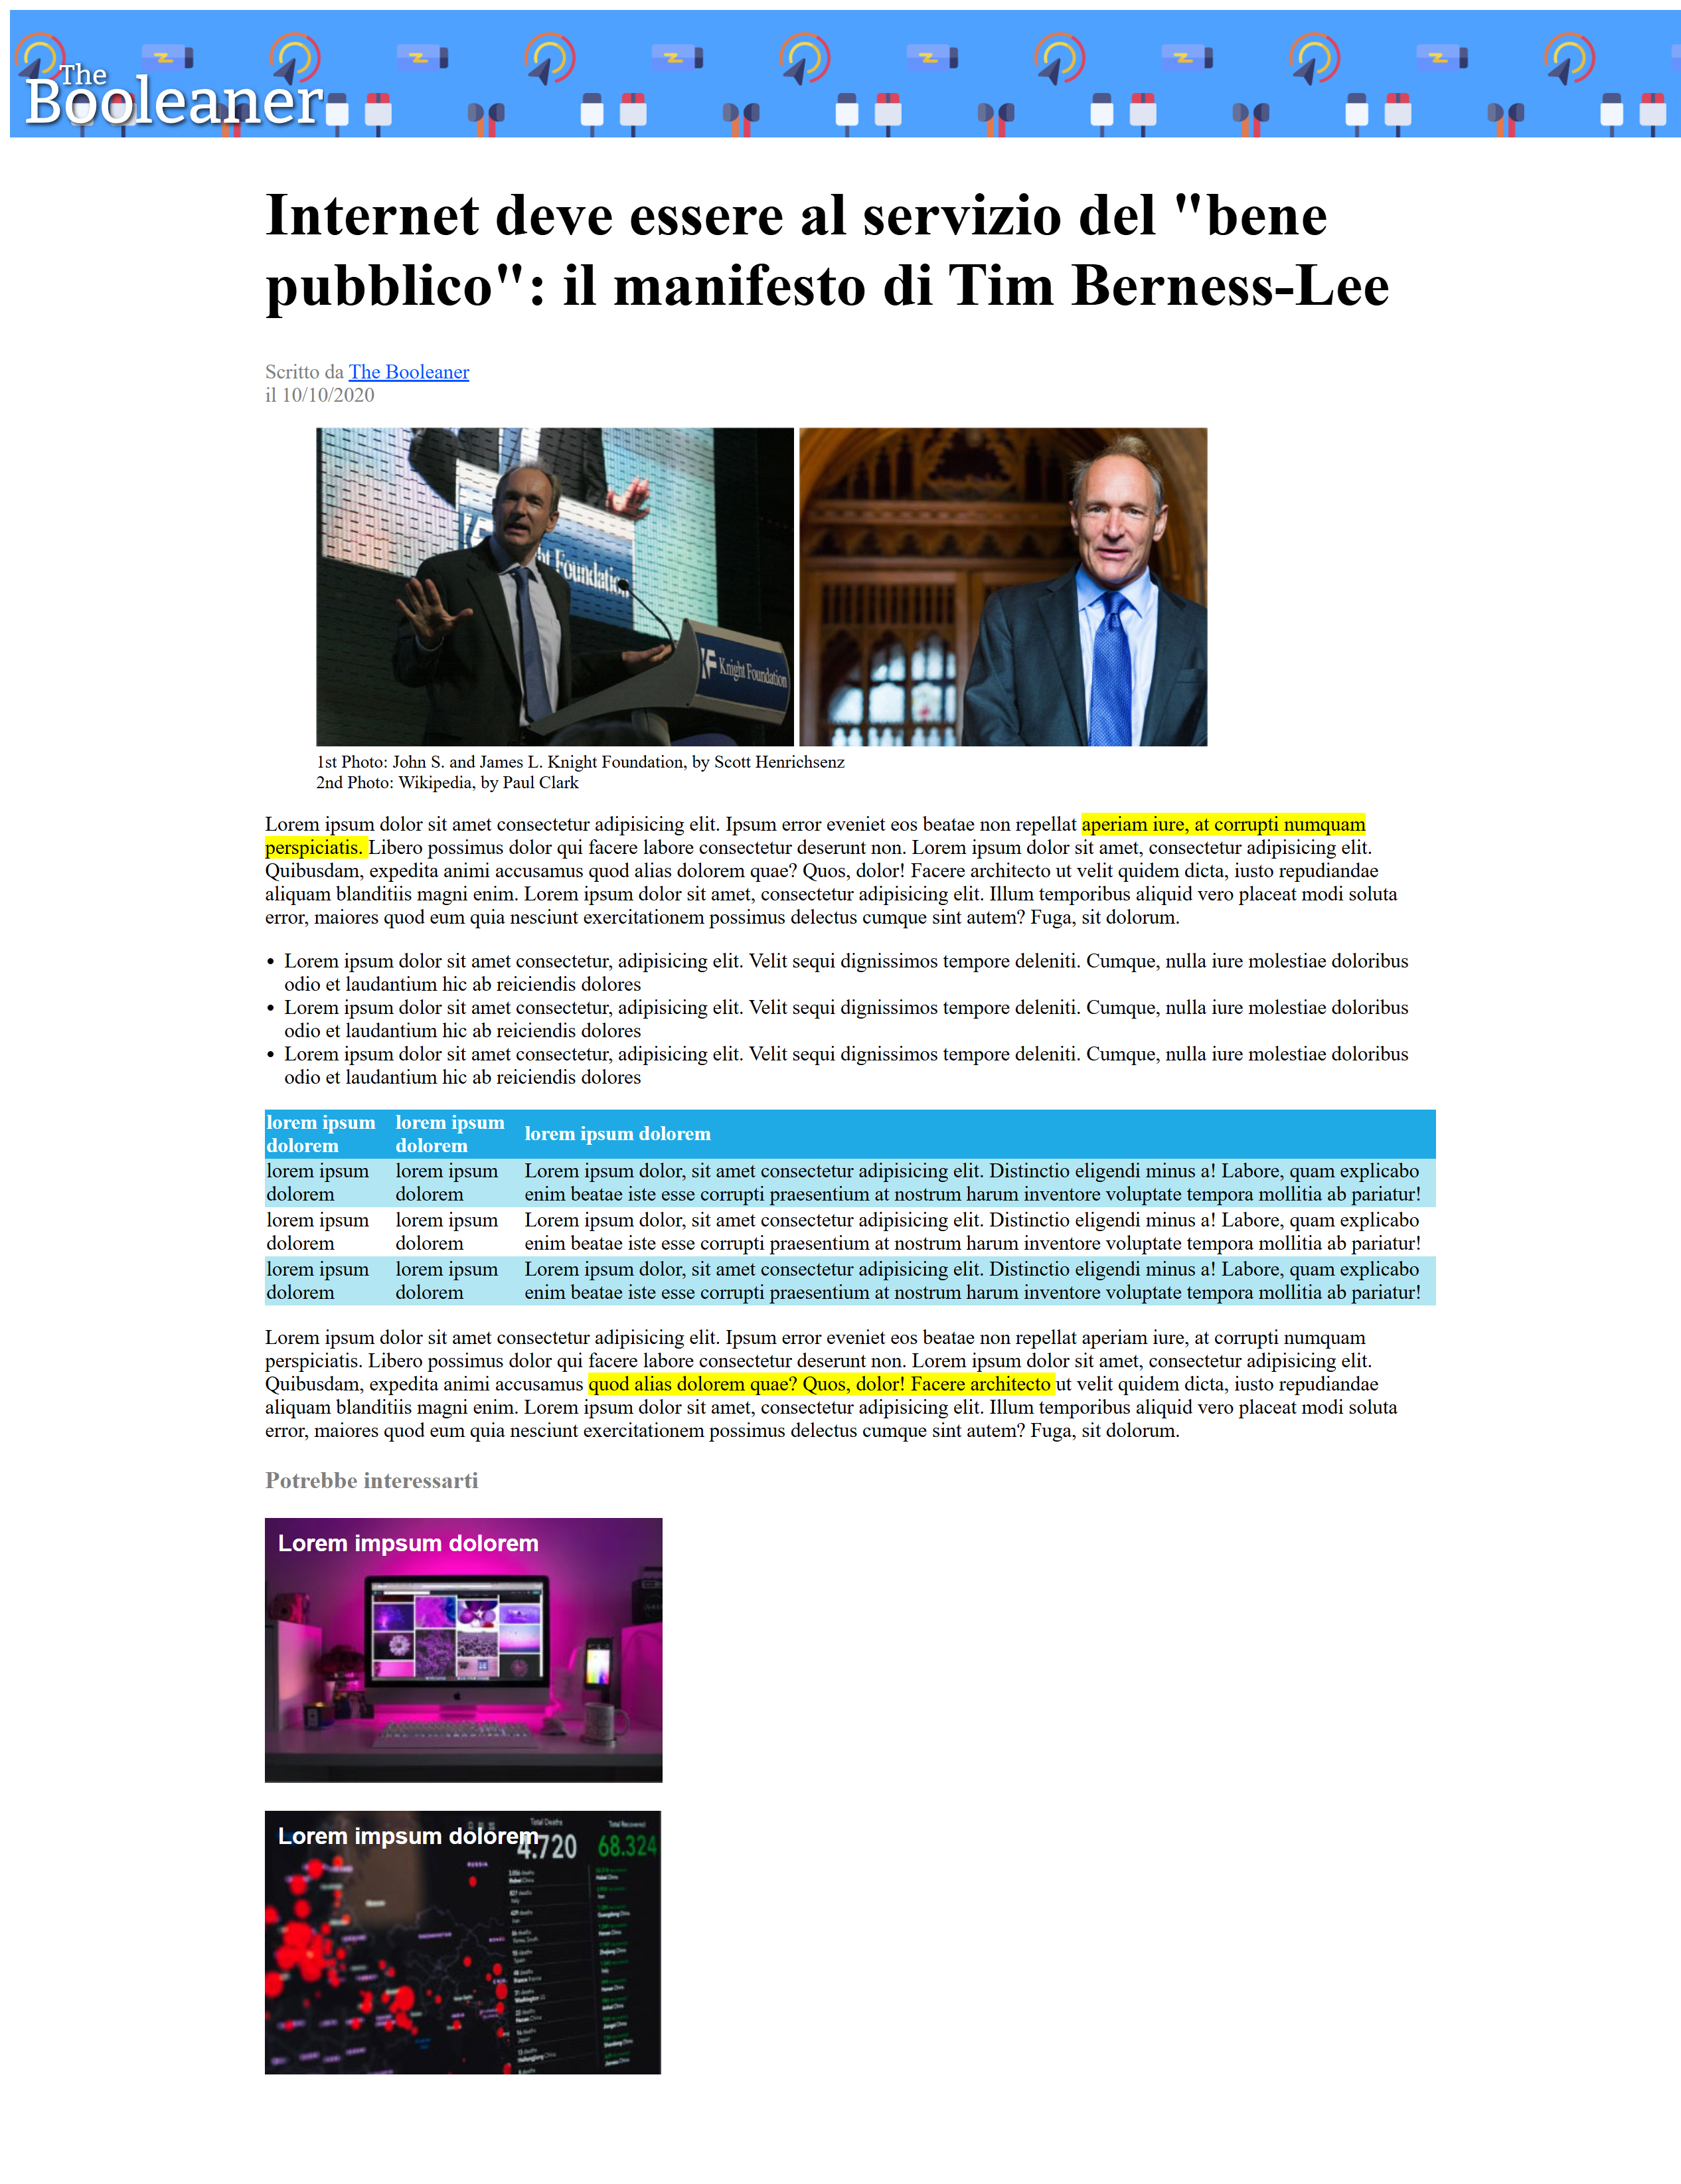 The
Booleaner
Internet deve essere al servizio del "bene
pubblico": il manifesto di Tim Berness-Lee
Scritto da The Booleaner
il 10/10/2020
Knight Foundation
1st Photo: John S. and James L. Knight Foundation, by Scott Henrichsenz
2nd Photo: Wikipedia, by Paul Clark
Lorem ipsum dolor sit amet consectetur adipisicing elit. Ipsum error eveniet eos beatae non repellat aperiam iure, at corrupti numquam
perspiciatis. Libero possimus dolor qui facere labore consectetur deserunt non. Lorem ipsum dolor sit amet, consectetur adipisicing elit.
Quibusdam, expedita animi accusamus quod alias dolorem quae? Quos, dolor! Facere architecto ut velit quidem dicta, iusto repudiandae
aliquam blanditiis magni enim. Lorem ipsum dolor sit amet, consectetur adipisicing elit. Illum temporibus aliquid vero placeat modi soluta
error, maiores quod eum quia nesciunt exercitationem possimus delectus cumque sint autem? Fuga, sit dolorum.
• Lorem ipsum dolor sit amet consectetur, adipisicing elit. Velit sequi dignissimos tempore deleniti. Cumque, nulla iure molestiae doloribus
odio et laudantium hic ab reiciendis dolores
• Lorem ipsum dolor sit amet consectetur, adipisicing elit. Velit sequi dignissimos tempore deleniti. Cumque, nulla iure molestiae doloribus
odio et laudantium hic ab reiciendis dolores
• Lorem ipsum dolor sit amet consectetur, adipisicing elit. Velit sequi dignissimos tempore deleniti. Cumque, nulla iure molestiae doloribus
odio et laudantium hic ab reiciendis dolores
lorem ipsum dolorem lorem ipsum dolorem lorem ipsum dolorem
lorem ipsum lorem ipsum Lorem ipsum dolor, sit amet consectetur adipisicing elit. Distinctio eligendi minus a! Labore, quam explicabo
dolorem dolorem enim beatae iste esse corrupti praesentium at nostrum harum inventore voluptate tempora mollitia ab pariatur!
lorem ipsum lorem ipsum Lorem ipsum dolor, sit amet consectetur adipisicing elit. Distinctio eligendi minus a! Labore, quam explicabo
dolorem dolorem enim beatae iste esse corrupti praesentium at nostrum harum inventore voluptate tempora mollitia ab pariatur!
lorem ipsum lorem ipsum Lorem ipsum dolor, sit amet consectetur adipisicing elit. Distinctio eligendi minus a! Labore, quam explicabo
dolorem dolorem enim beatae iste esse corrupti praesentium at nostrum harum inventore voluptate tempora mollitia ab pariatur!
Lorem ipsum dolor sit amet consectetur adipisicing elit. Ipsum error eveniet eos beatae non repellat aperiam iure, at corrupti numquam
perspiciatis. Libero possimus dolor qui facere labore consectetur deserunt non. Lorem ipsum dolor sit amet, consectetur adipisicing elit.
Quibusdam, expedita animi accusamus quod alias dolorem quae? Quos, dolor! Facere architecto ut velit quidem dicta, iusto repudiandae
aliquam blanditiis magni enim. Lorem ipsum dolor sit amet, consectetur adipisicing elit. Illum temporibus aliquid vero placeat modi soluta
error, maiores quod eum quia nesciunt exercitationem possimus delectus cumque sint autem? Fuga, sit dolorum.
Potrebbe interessarti
Lorem impsum dolorem
Lorem impsum dolorem
Total Deaths
4.720
Total Recovered
68.324